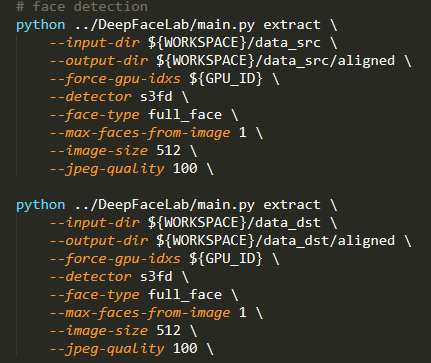 # face detection
python ../DeepFaceLab/main.py extract \
--input-dir ${WORKSPACE}/data_src \
--output-dir ${WORKSPACE}/data_src/aligned \
--force-gpu-idxs ${GPU_ID} \
--detector s3fd \
--face-type full_face \
--max-faces-from-image 1 \
--image-size 512 \
--jpeg-quality 100 \
python ../DeepFaceLab/main.py extract \
--input-dir ${WORKSPACE}/data_dst \
--output-dir ${WORKSPACE}/data_dst/aligned \
--force-gpu-idxs ${GPU_ID} \
--detector s3fd \
--face-type full_face \
--max-faces-from-image 1 \
--image-size 512 \
--jpeg-quality 100 \